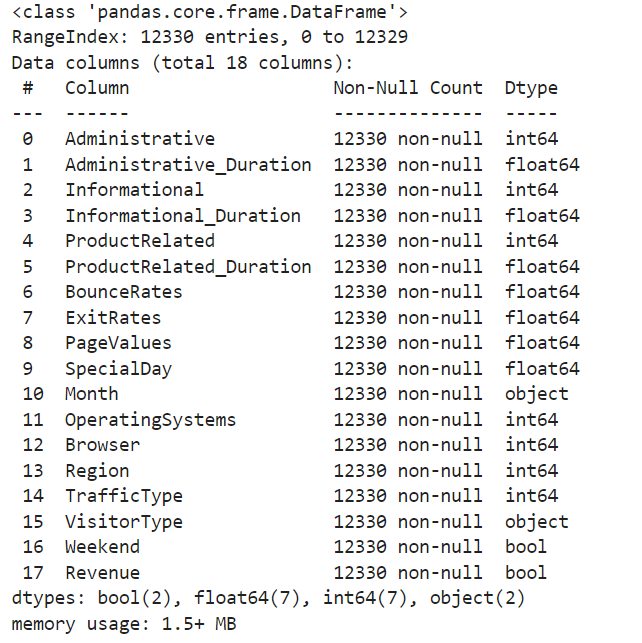 <class 'pandas.core.frame.DataFrame'>
RangeIndex: 12330 entries, 0 to 12329
Data columns (total 18 columns):
 #   Column                   Non-Null Count  Dtype
---  ------                   --------------  -----
 0   Administrative           12330 non-null  int64
 1   Administrative_Duration  12330 non-null  float64
 2   Informational            12330 non-null  int64
 3   Informational_Duration   12330 non-null  float64
 4   ProductRelated           12330 non-null  int64
 5   ProductRelated_Duration  12330 non-null  float64
 6   BounceRates              12330 non-null  float64
 7   ExitRates                12330 non-null  float64
 8   PageValues               12330 non-null  float64
 9   SpecialDay               12330 non-null  float64
 10  Month                    12330 non-null  object
 11  OperatingSystems         12330 non-null  int64
 12  Browser                  12330 non-null  int64
 13  Region                   12330 non-null  int64
 14  TrafficType              12330 non-null  int64
 15  VisitorType              12330 non-null  object
 16  Weekend                  12330 non-null  bool
 17  Revenue                  12330 non-null  bool
dtypes: bool(2), float64(7), int64(7), object(2)
memory usage: 1.5+ MB